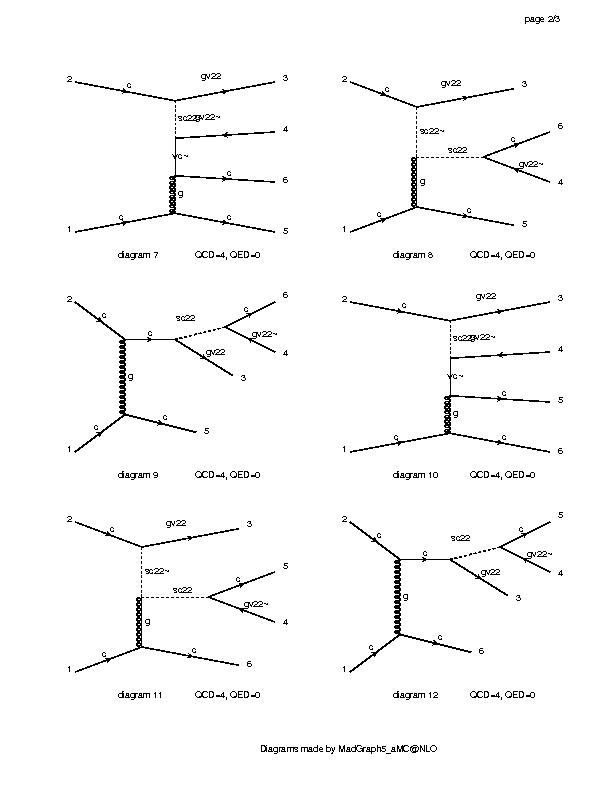 page 2/3
2 c gv22 3
sc22 gv22~ 4
c~
c 6
g
1 c c 5
diagram 7 QCD=4, QED=0
2 c gv22 3
sc22~ c 6
sc22
gv22~
g 4
1 c c 5
diagram 8 QCD=4, QED=0
2 c sc22 6
c gv22~
gv22 4
g 3
1 c c 5
diagram 9 QCD=4, QED=0
2 c gv22 3
sc22 gv22~ 4
c~
c 5
g
1 c c 6
diagram 10 QCD=4, QED=0
2 c gv22 3
sc22~ c 5
sc22
gv22~
g 4
1 c c 6
diagram 11 QCD=4, QED=0
2 c sc22 c 5
c gv22~
gv22 4
g 3
1 c c 6
diagram 12 QCD=4, QED=0
Diagrams made by MadGraph5_aMC@NLO